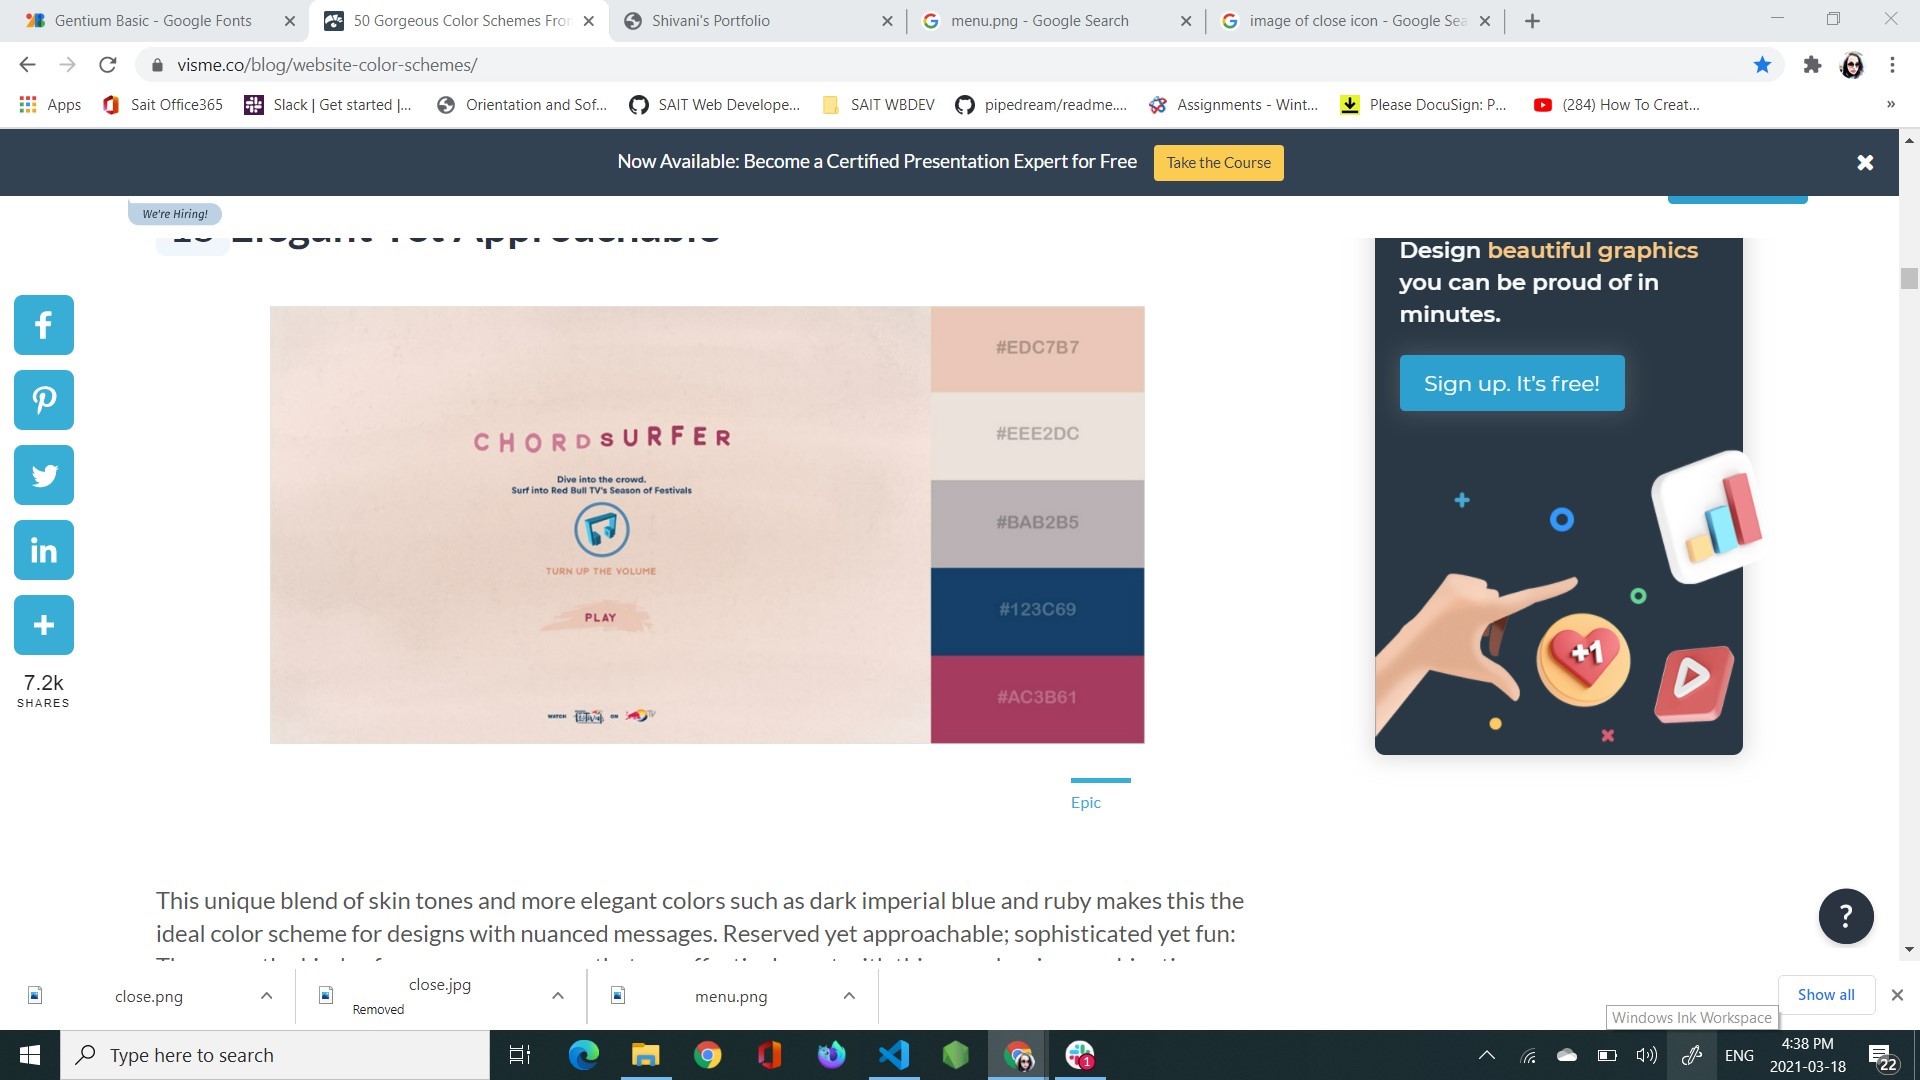 Gentium Basic - Google Fonts
50 Gorgeous Color Schemes Fron
Shivani's Portfolio
menu.png - Google Search
image of close icon - Google Sea
visme.co/blog/website-color-schemes/
Apps
Sait Office365
Slack | Get started |...
Orientation and Sof...
SAIT Web Develope...
SAIT WBDEV
pipedream/readme....
Assignments - Wint...
Please DocuSign: P...
(284) How To Creat...
»
Now Available: Become a Certified Presentation Expert for Free
Take the Course
We're Hiring!
Elegant Yet Approachable
Design beautiful graphics
you can be proud of in
minutes.
Sign up. It's free!
#EDC7B7
#EEE2DC
#BAB2B5
#123C69
#AC3B61
CHORDSURFER
Dive into the crowd.
Surf into Red Bull TV's Season of Festivals
TURN UP THE VOLUME
PLAY
WATCH
ON
TV
+1
7.2k
SHARES
Epic
This unique blend of skin tones and more elegant colors such as dark imperial blue and ruby makes this the
ideal color scheme for designs with nuanced messages. Reserved yet approachable; sophisticated yet fun:
?
close.png
close.jpg
Removed
menu.png
Show all
Windows Ink Workspace
Type here to search
1
ENG
4:38 PM
2021-03-18
22